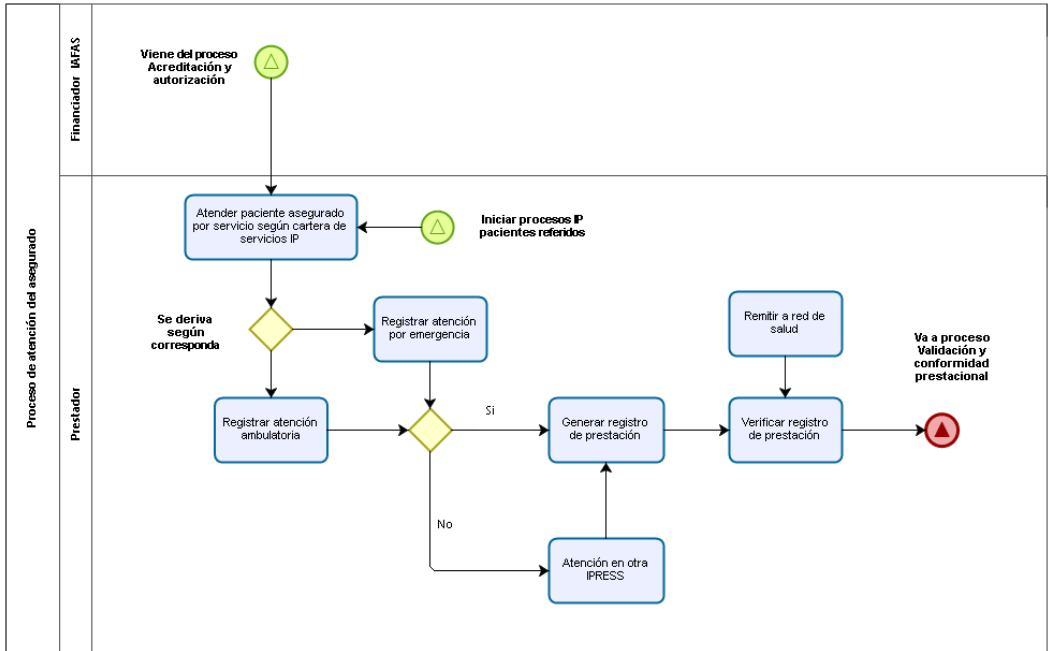 Proceso de atención del asegurado
Financiador IAFAS
Viene del proceso
Acreditación y
autorización
Prestador
Atender paciente asegurado
por servicio según cartera de
servicios IP
Iniciar procesos IP
pacientes referidos
Se deriva
según
corresponda
Registrar atención
por emergencia
Remitir a red de
salud
Va a proceso
Validación y
conformidad
prestacional
Registrar atención
ambulatoria
Si
Generar registro
de prestación
Verificar registro
de prestación
No
Atención en otra
IPRESS